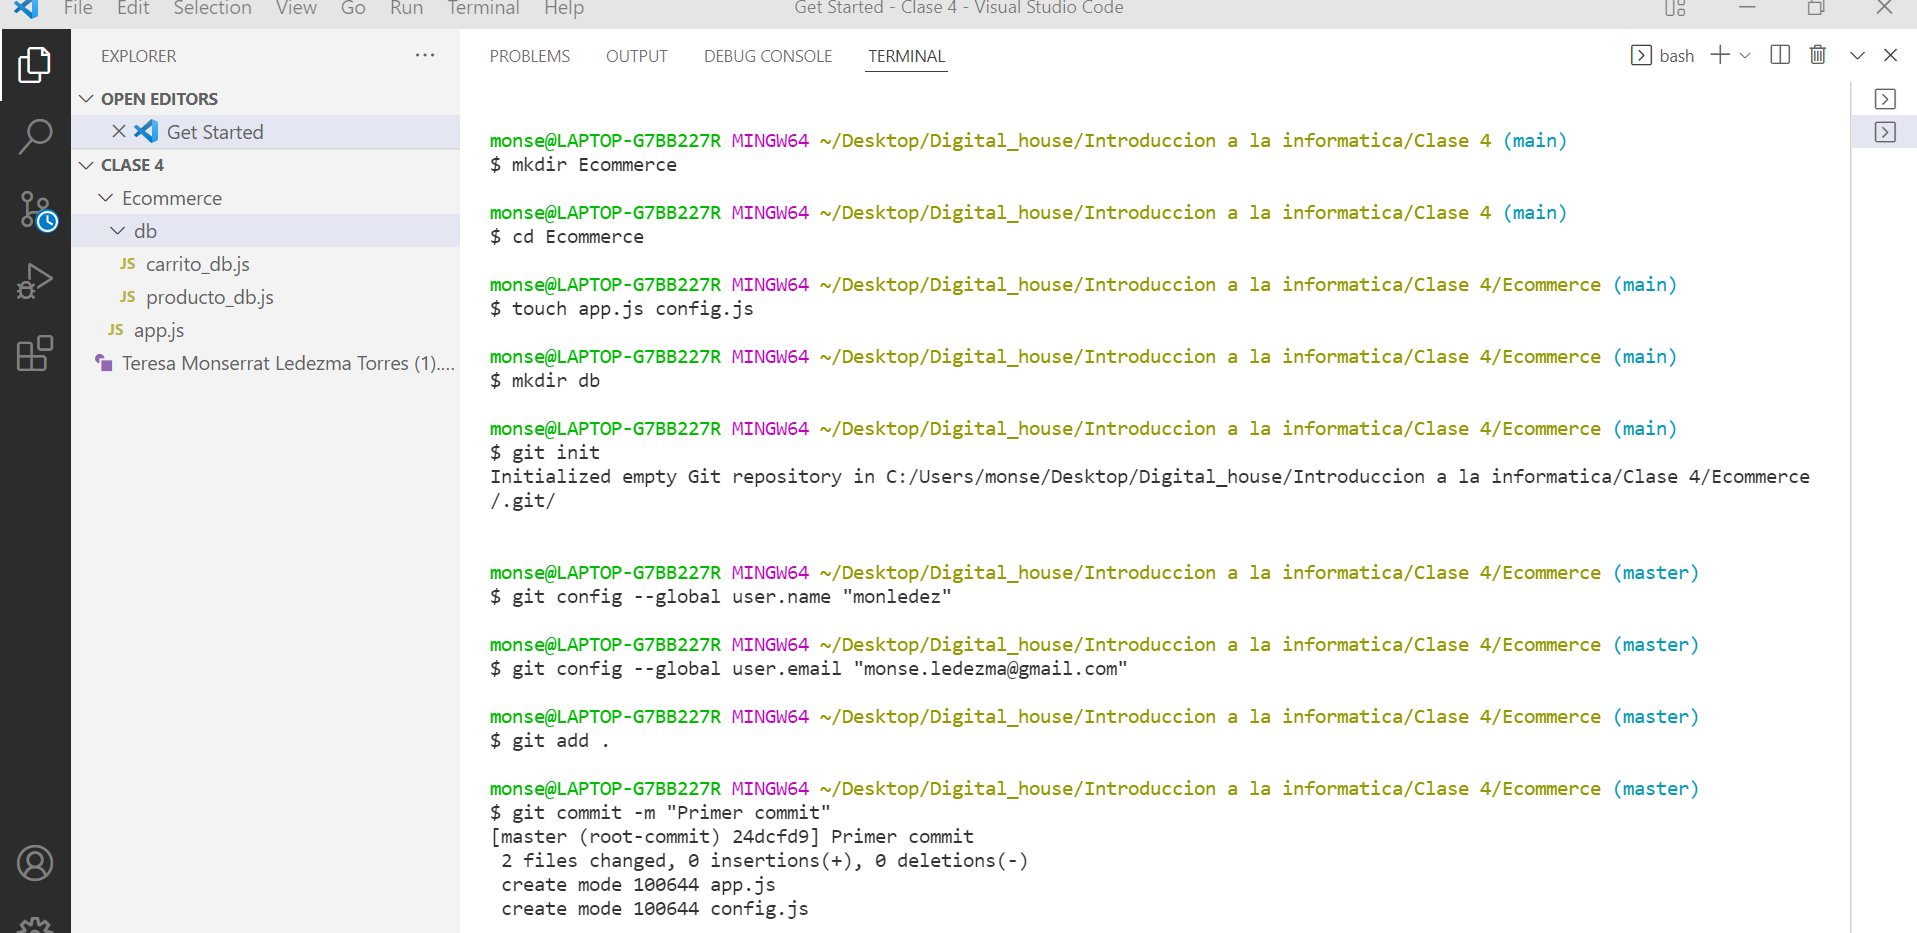 File Edit Selection View Go Run Terminal Help
Get Started - Clase 4 - Visual Studio Code
EXPLORER
OPEN EDITORS
Get Started
CLASE 4
Ecommerce
db
JS carrito_db.js
JS producto_db.js
JS app.js
Teresa Monserrat Ledezma Torres (1)....
PROBLEMS OUTPUT DEBUG CONSOLE TERMINAL
bash
monse@LAPTOP-G7BB227R MINGW64 ~/Desktop/Digital_house/Introduccion a la informatica/Clase 4 (main)
$ mkdir Ecommerce
monse@LAPTOP-G7BB227R MINGW64 ~/Desktop/Digital_house/Introduccion a la informatica/Clase 4 (main)
$ cd Ecommerce
monse@LAPTOP-G7BB227R MINGW64 ~/Desktop/Digital_house/Introduccion a la informatica/Clase 4/Ecommerce (main)
$ touch app.js config.js
monse@LAPTOP-G7BB227R MINGW64 ~/Desktop/Digital_house/Introduccion a la informatica/Clase 4/Ecommerce (main)
$ mkdir db
monse@LAPTOP-G7BB227R MINGW64 ~/Desktop/Digital_house/Introduccion a la informatica/Clase 4/Ecommerce (main)
$ git init
Initialized empty Git repository in C:/Users/monse/Desktop/Digital_house/Introduccion a la informatica/Clase 4/Ecommerce
/.git/
monse@LAPTOP-G7BB227R MINGW64 ~/Desktop/Digital_house/Introduccion a la informatica/Clase 4/Ecommerce (master)
$ git config --global user.name "monledez"
monse@LAPTOP-G7BB227R MINGW64 ~/Desktop/Digital_house/Introduccion a la informatica/Clase 4/Ecommerce (master)
$ git config --global user.email "monse.ledezma@gmail.com"
monse@LAPTOP-G7BB227R MINGW64 ~/Desktop/Digital_house/Introduccion a la informatica/Clase 4/Ecommerce (master)
$ git add .
monse@LAPTOP-G7BB227R MINGW64 ~/Desktop/Digital_house/Introduccion a la informatica/Clase 4/Ecommerce (master)
$ git commit -m "Primer commit"
[master (root-commit) 24dcfd9] Primer commit
2 files changed, 0 insertions(+), 0 deletions(-)
create mode 100644 app.js
create mode 100644 config.js